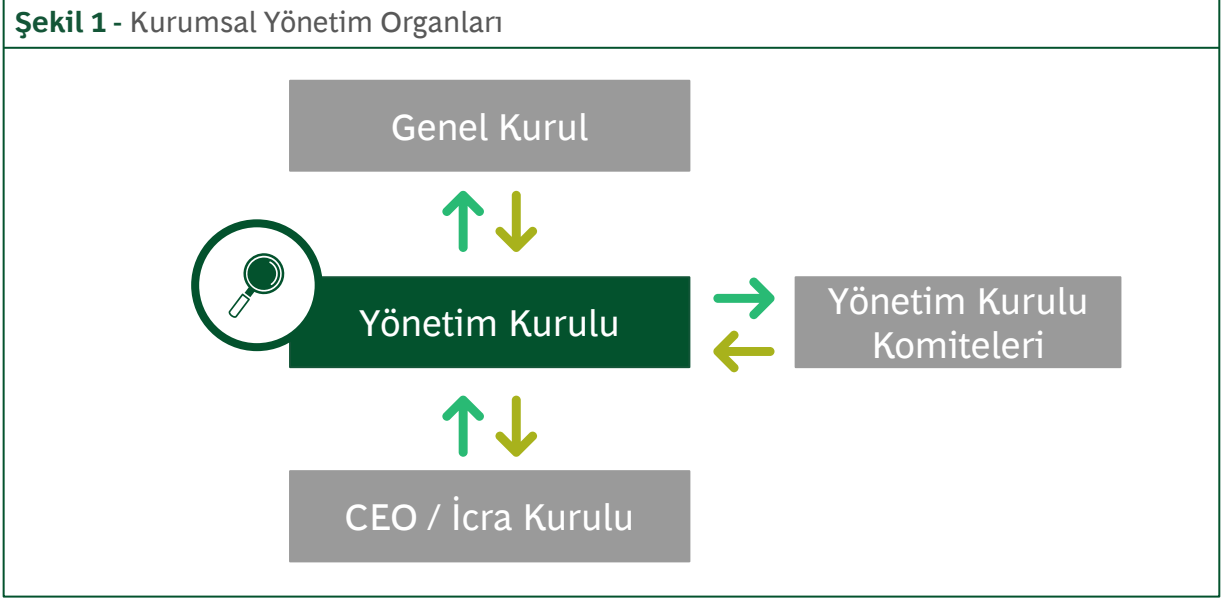 Şekil 1 - Kurumsal Yönetim Organları
Genel Kurul
Yönetim Kurulu
Yönetim Kurulu
Komiteleri
CEO / İcra Kurulu